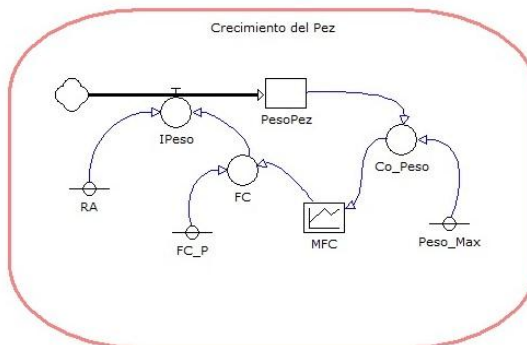 Crecimiento del Pez
PesoPez
IPeso
Co_Peso
FC
RA
FC_P
MFC
Peso_Max